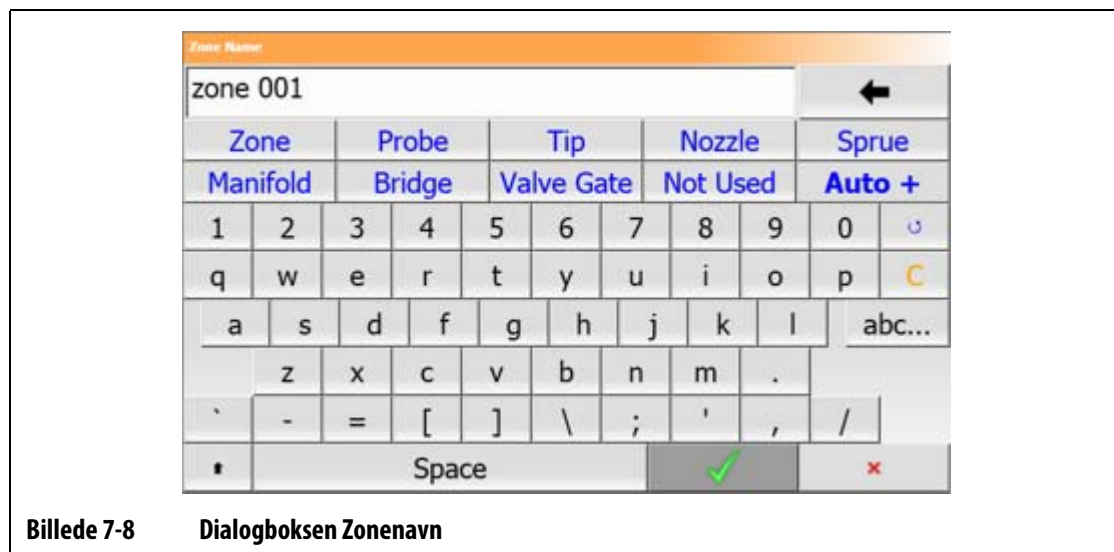 Zone Name
zone 001
Zone Probe Tip Nozzle Sprue
Manifold Bridge Valve Gate Not Used Auto +
1 2 3 4 5 6 7 8 9 0
q w e r t y u i o p C
a s d f g h j k l abc...
z x c v b n m .
` - = [ ] \ ; ' , /
Space
Billede 7-8 Dialogboksen Zonenavn